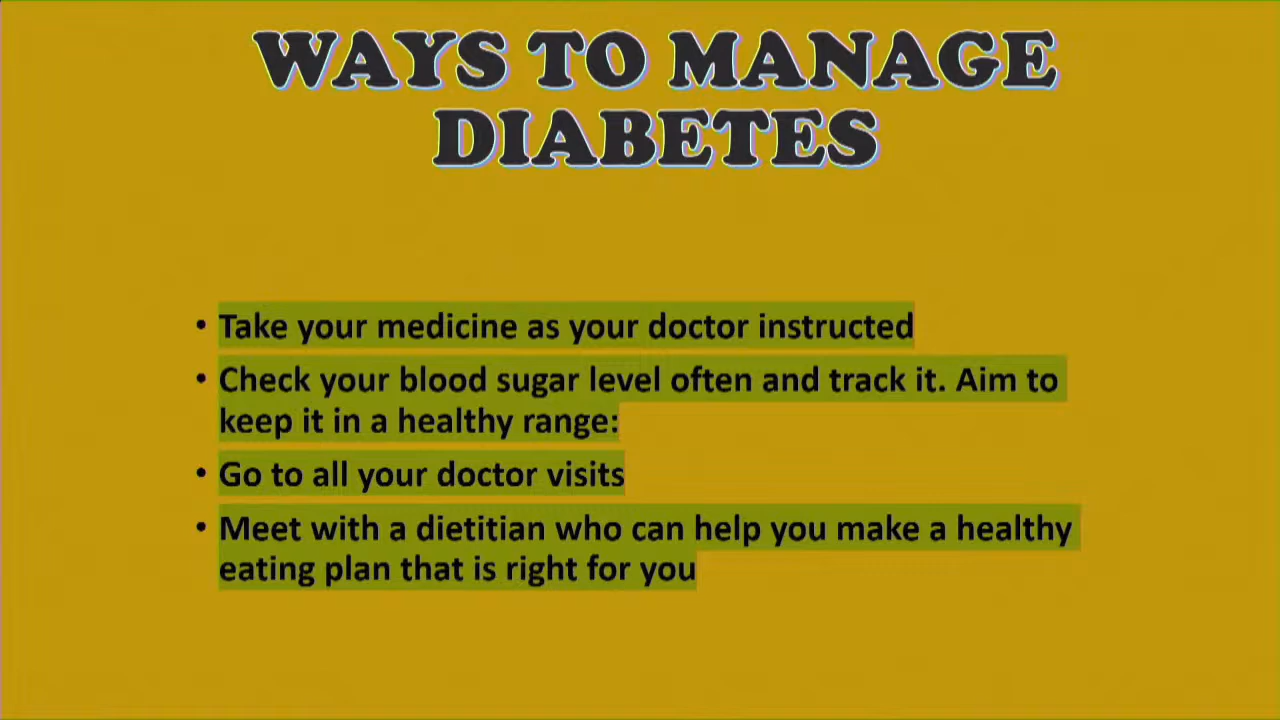 WAYS TO MANAGE
DIABETES
• Take your medicine as your doctor instructed
• Check your blood sugar level often and track it. Aim to
keep it in a healthy range:
• Go to all your doctor visits
• Meet with a dietitian who can help you make a healthy
eating plan that is right for you